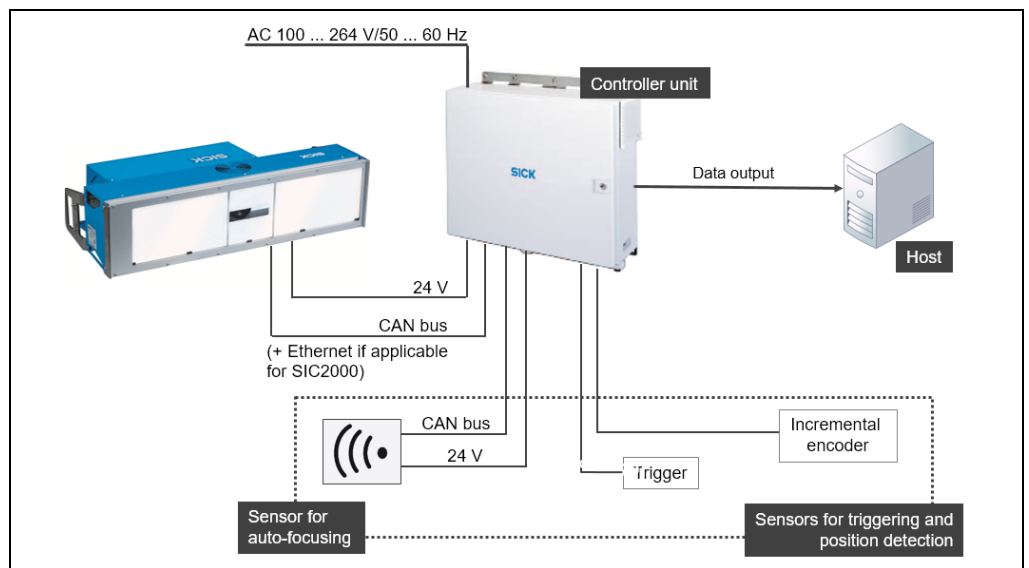 AC 100 ... 264 V/50 ... 60 Hz
Controller unit
SICK
SICK
SICK
Data output
Host
24 V
CAN bus
(+ Ethernet if applicable
for SIC2000)
CAN bus
24 V
Incremental
encoder
Trigger
Sensor for
auto-focusing
Sensors for triggering and
position detection